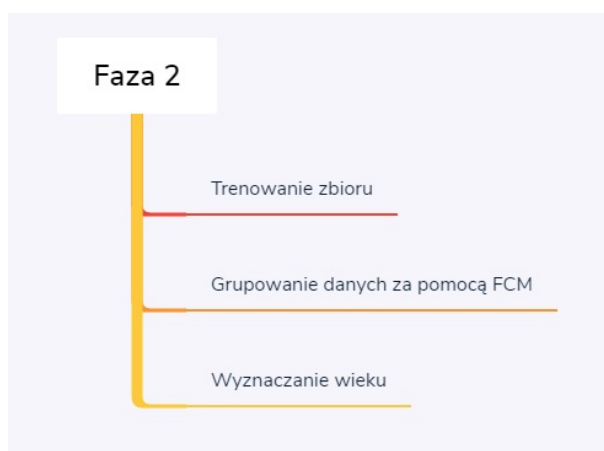 Faza 2
Trenowanie zbioru
Grupowanie danych za pomocą FCM
Wyznaczanie wieku